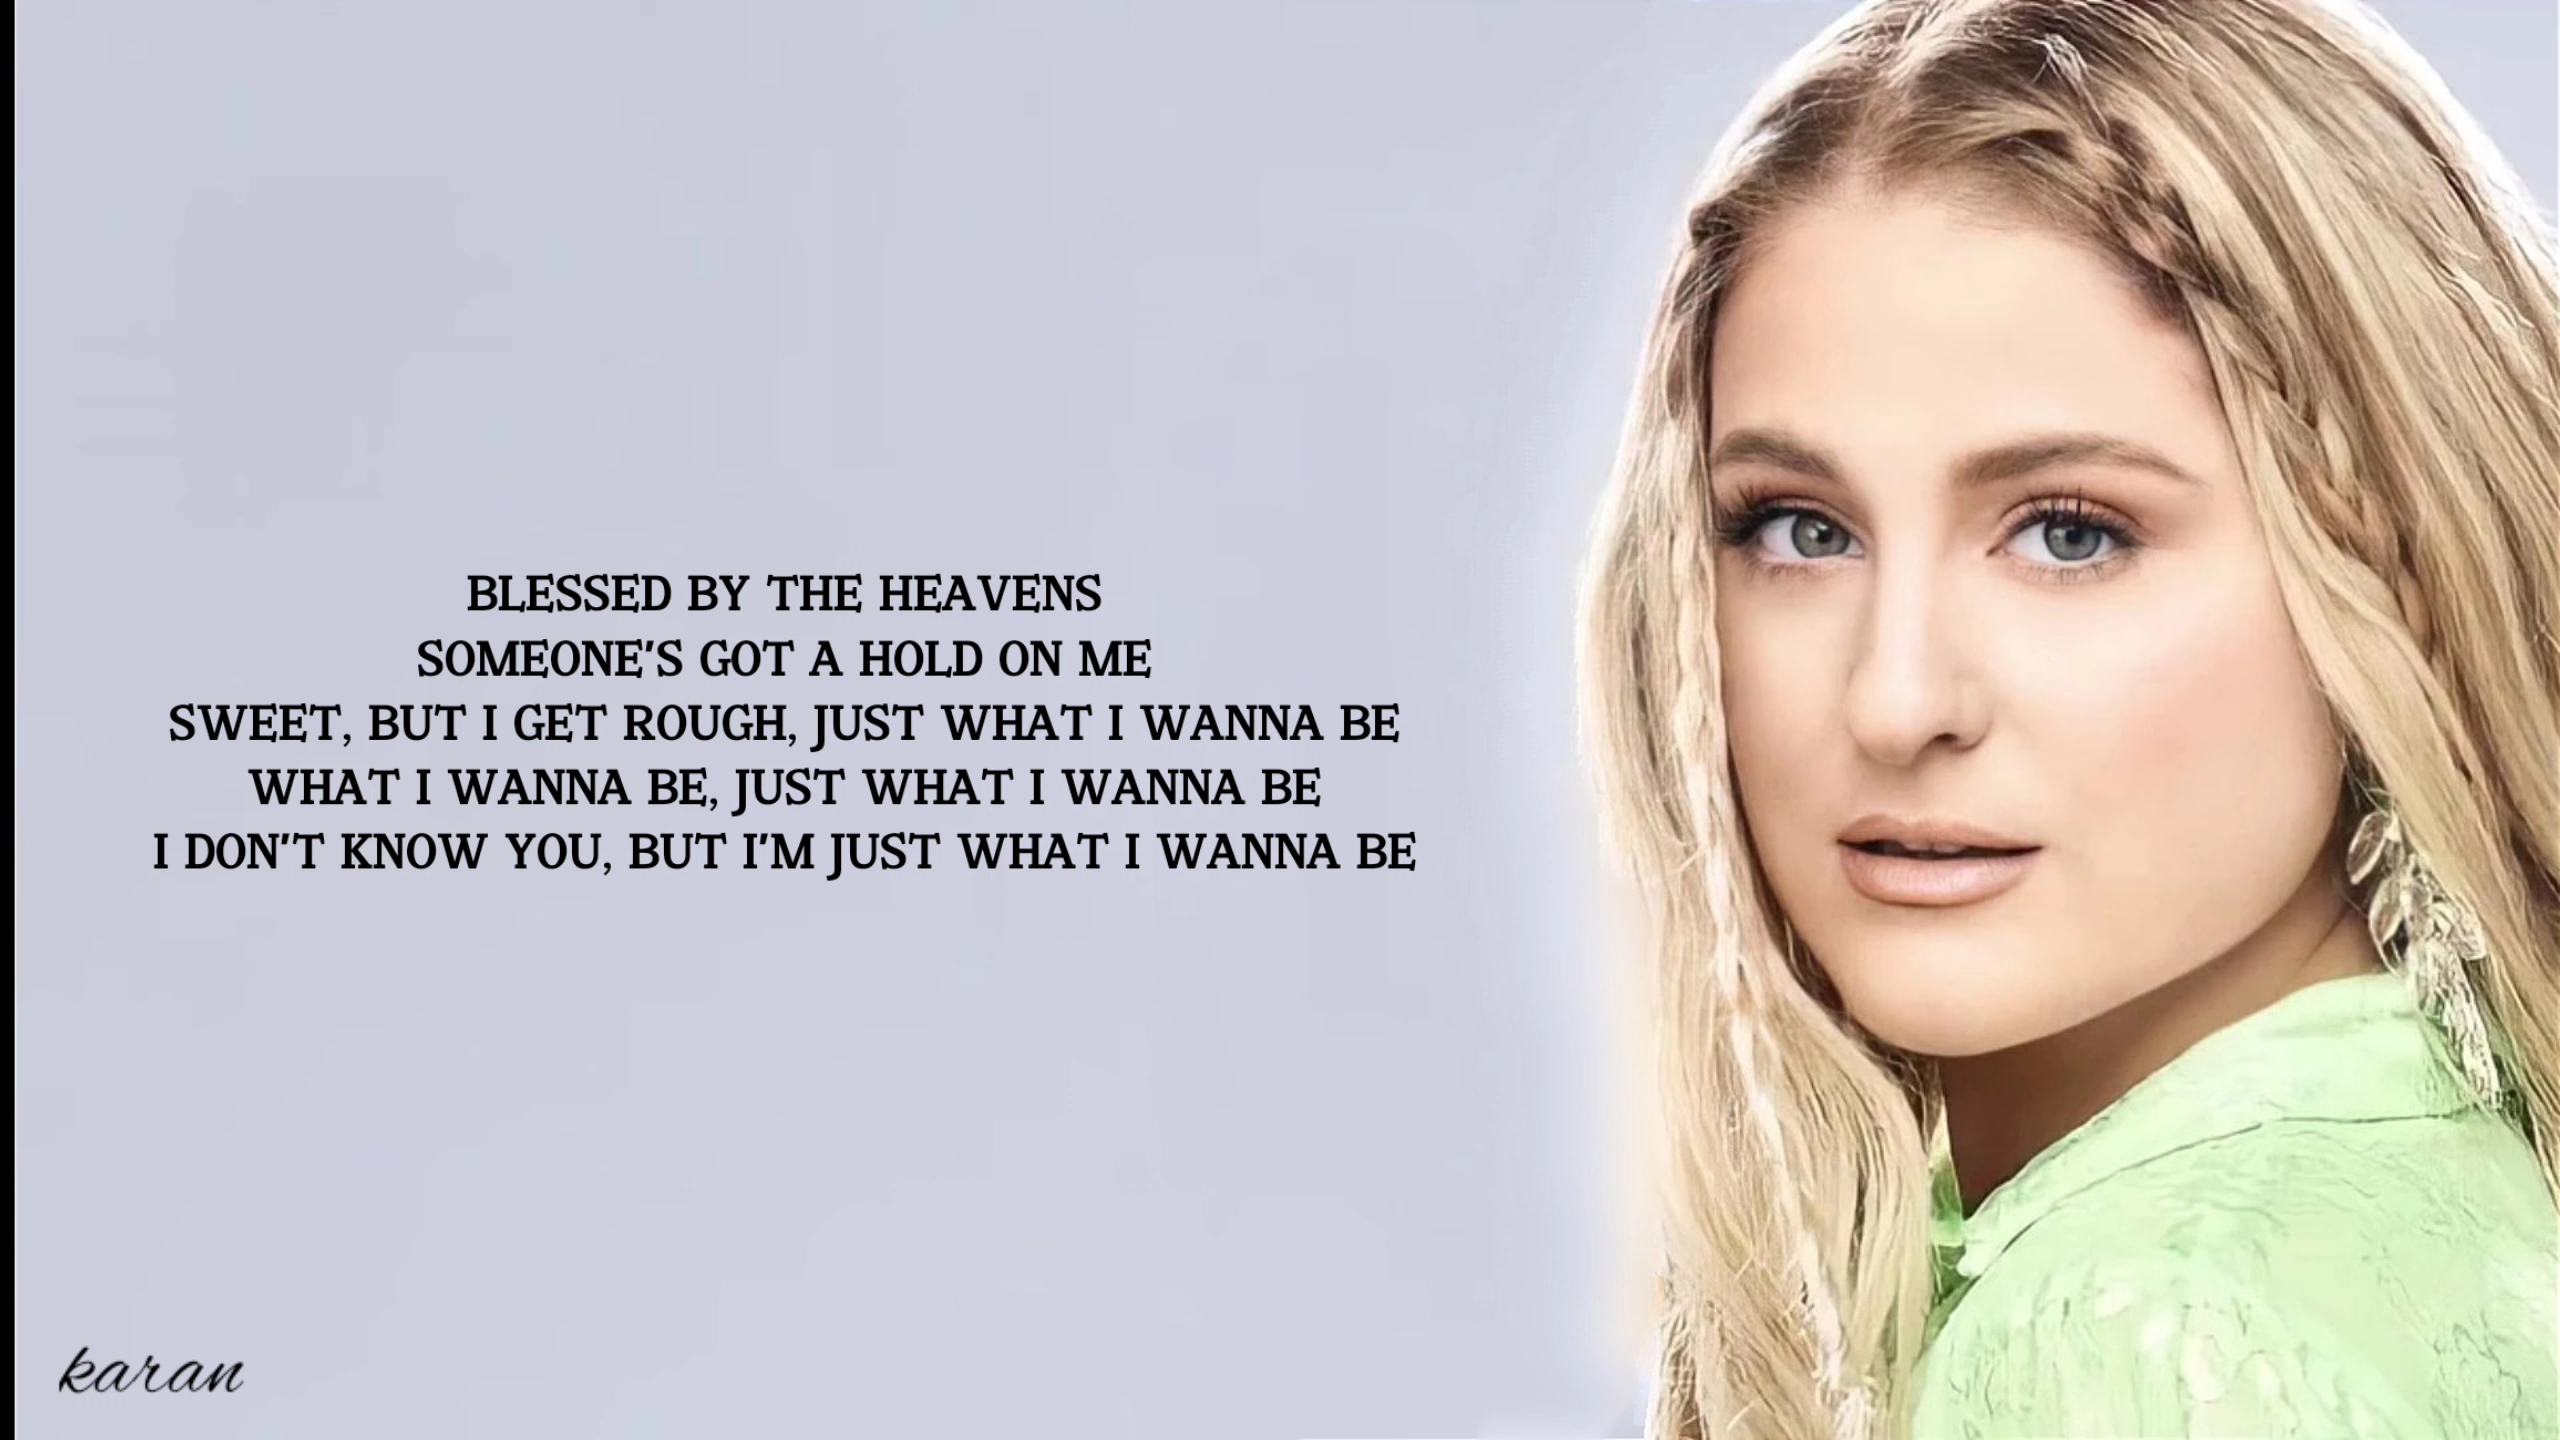 BLESSED BY THE HEAVENS
SOMEONE'S GOT A HOLD ON ME
SWEET, BUT I GET ROUGH, JUST WHAT I WANNA BE
WHAT I WANNA BE, JUST WHAT I WANNA BE
I DON'T KNOW YOU, BUT I'M JUST WHAT I WANNA BE
karan